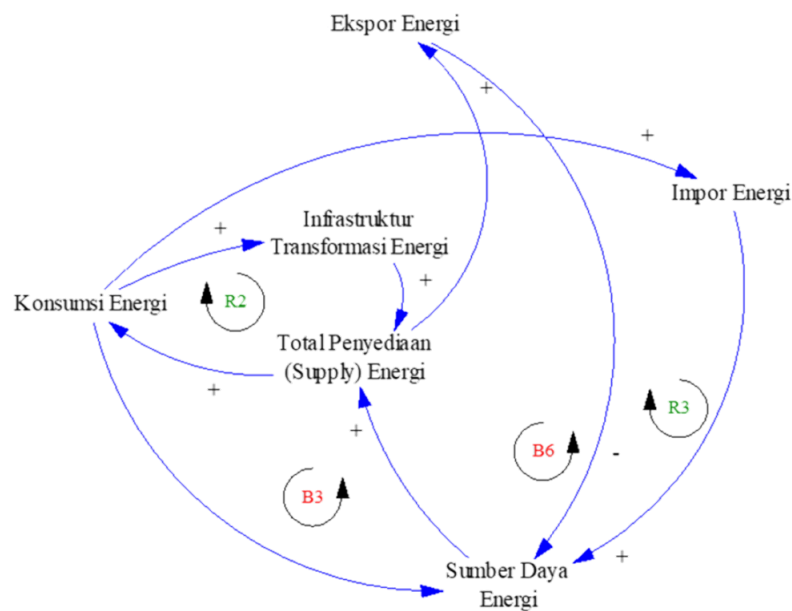 Ekspor Energi
+
+
Impor Energi
Infrastruktur
Transformasi Energi
+
+
R2
Konsumsi Energi
Total Penyediaan
(Supply) Energi
+
R3
+
B6
-
B3
+
Sumber Daya
Energi